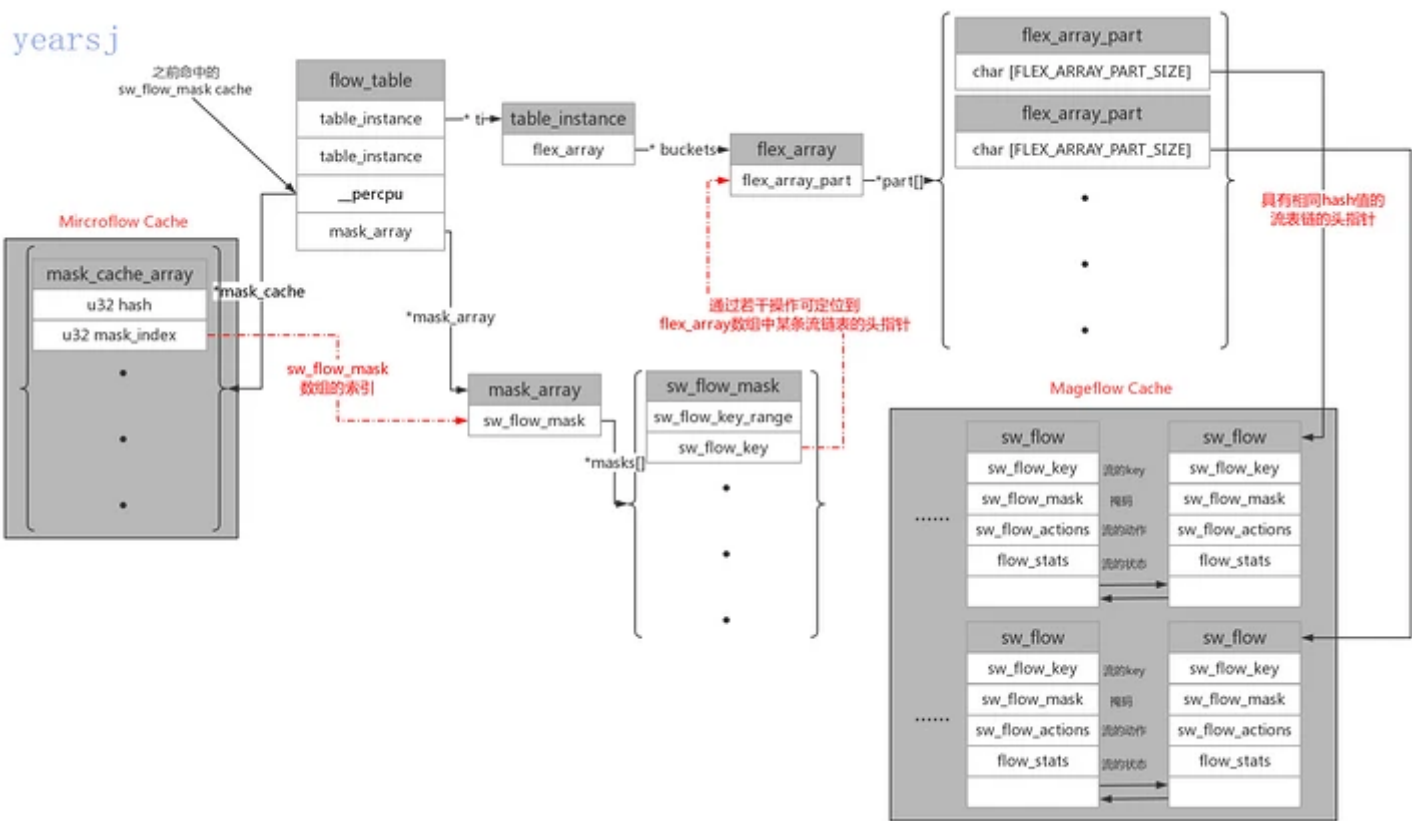 yearsj
之前命中的
sw_flow_mask cache
flow_table
table_instance
table_instance
__percpu
mask_array
* ti
table_instance
flex_array
* buckets
flex_array
flex_array_part
*part[]
flex_array_part
char [FLEX_ARRAY_PART_SIZE]
flex_array_part
char [FLEX_ARRAY_PART_SIZE]
具有相同hash值的
流表链的头指针
Mircroflow Cache
mask_cache_array
u32 hash
u32 mask_index
*mask_cache
*mask_array
sw_flow_mask
数组的索引
通过若干操作可定位到
flex_array数组中某条流链表的头指针
mask_array
sw_flow_mask
*masks[]
sw_flow_mask
sw_flow_key_range
sw_flow_key
Mageflow Cache
sw_flow
sw_flow
sw_flow_key 流的key sw_flow_key
sw_flow_mask 掩码 sw_flow_mask
......
sw_flow_actions 流的动作 sw_flow_actions
flow_stats 流的状态 flow_stats
sw_flow
sw_flow
sw_flow_key 流的key sw_flow_key
sw_flow_mask 掩码 sw_flow_mask
......
sw_flow_actions 流的动作 sw_flow_actions
flow_stats 流的状态 flow_stats